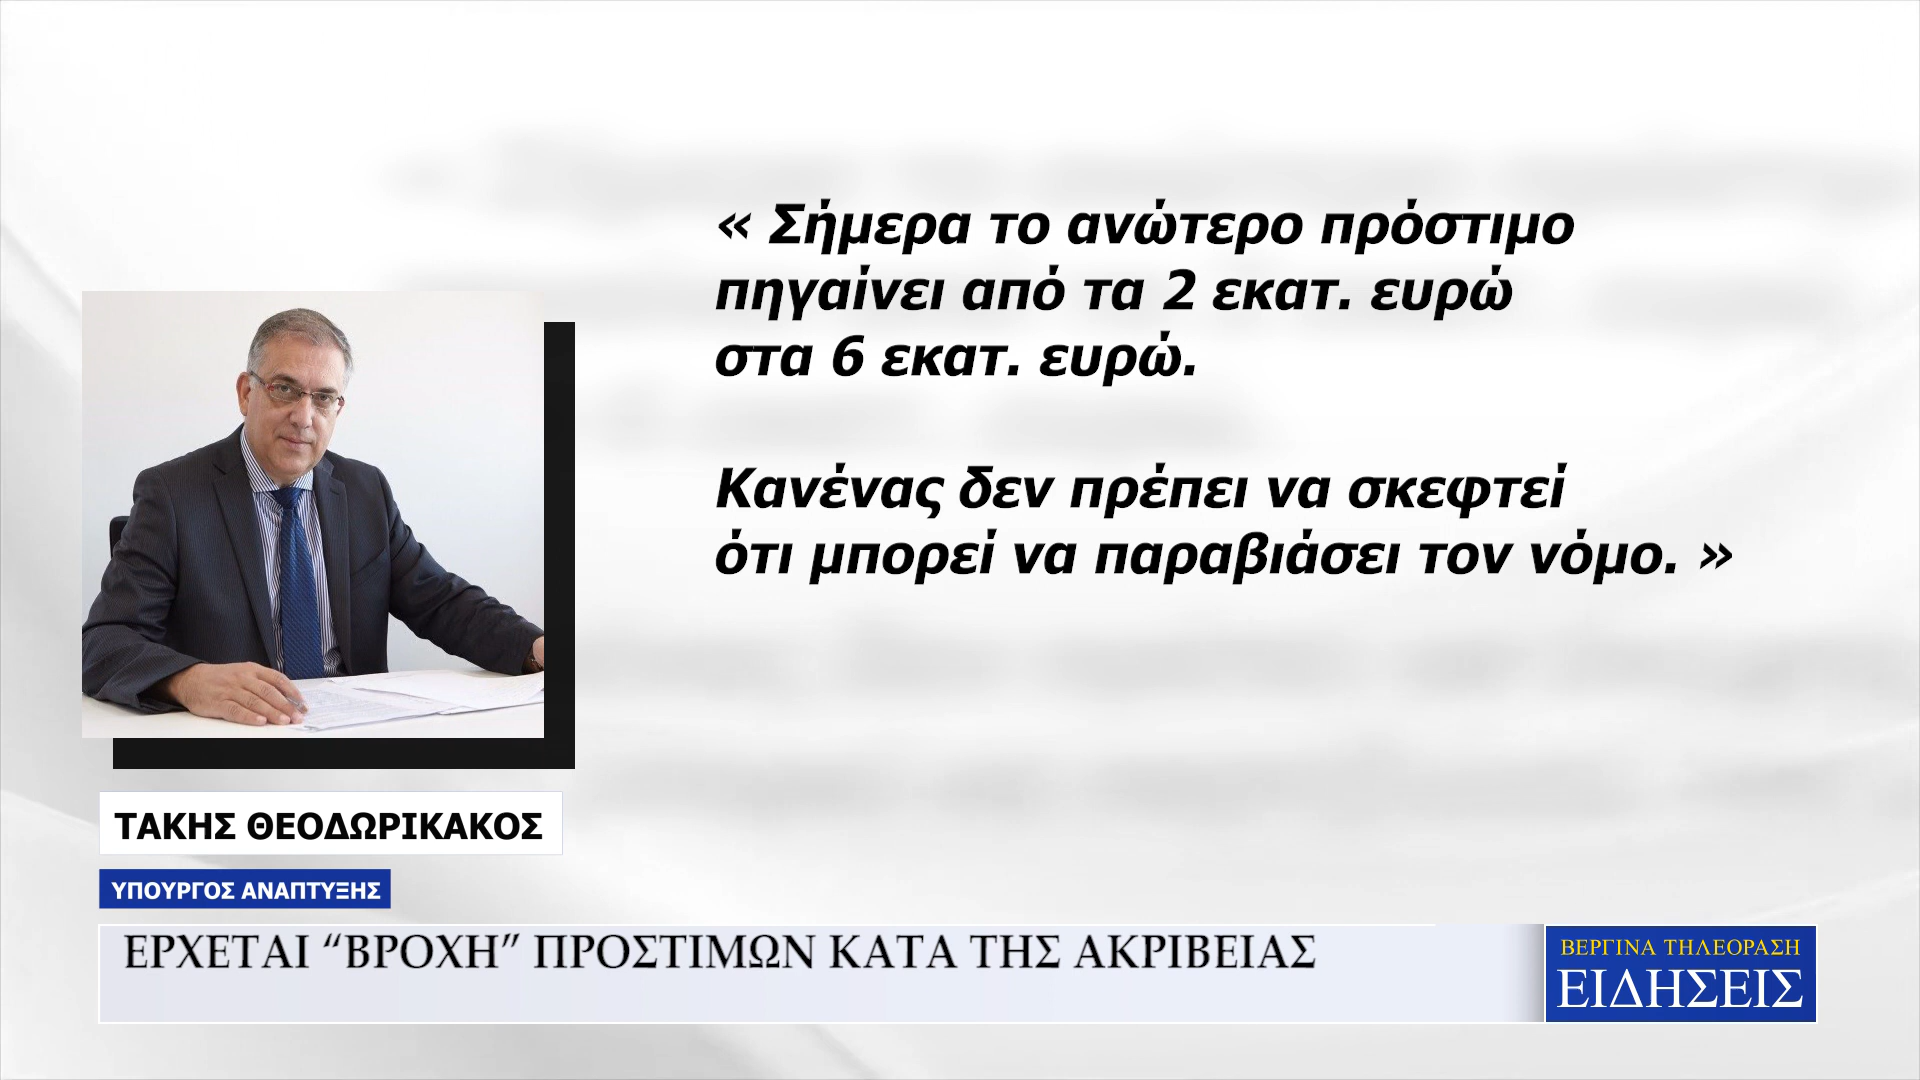 « Σήμερα το ανώτερο πρόστιμο
πηγαίνει από τα 2 εκατ. ευρώ
στα 6 εκατ. ευρώ.
Κανένας δεν πρέπει να σκεφτεί
ότι μπορεί να παραβιάσει τον νόμο. »
ΤΑΚΗΣ ΘΕΟΔΩΡΙΚΑΚΟΣ
ΥΠΟΥΡΓΟΣ ΑΝΑΠΤΥΞΗΣ
ΕΡΧΕΤΑΙ “ΒΡΟΧΗ” ΠΡΟΣΤΙΜΩΝ ΚΑΤΑ ΤΗΣ ΑΚΡΙΒΕΙΑΣ
ΒΕΡΓΙΝΑ ΤΗΛΕΟΡΑΣΗ
ΕΙΔΗΣΕΙΣ